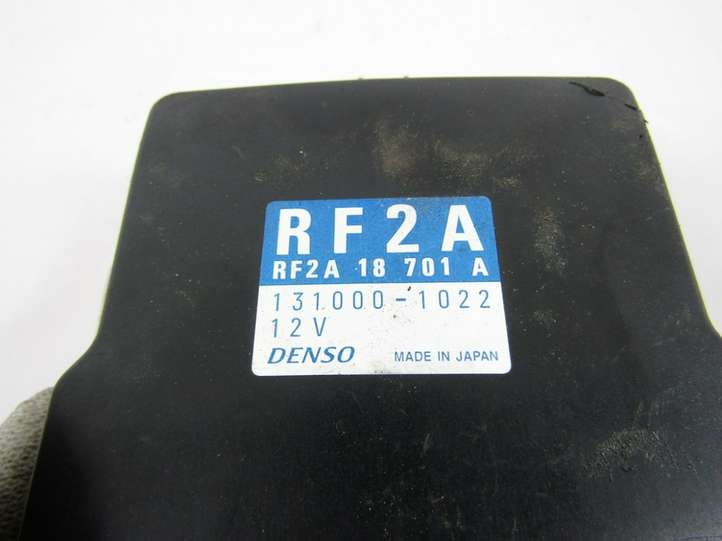 RF2A
RF2A 18 701 A
131000-1022
12V
DENSO MADE IN JAPAN